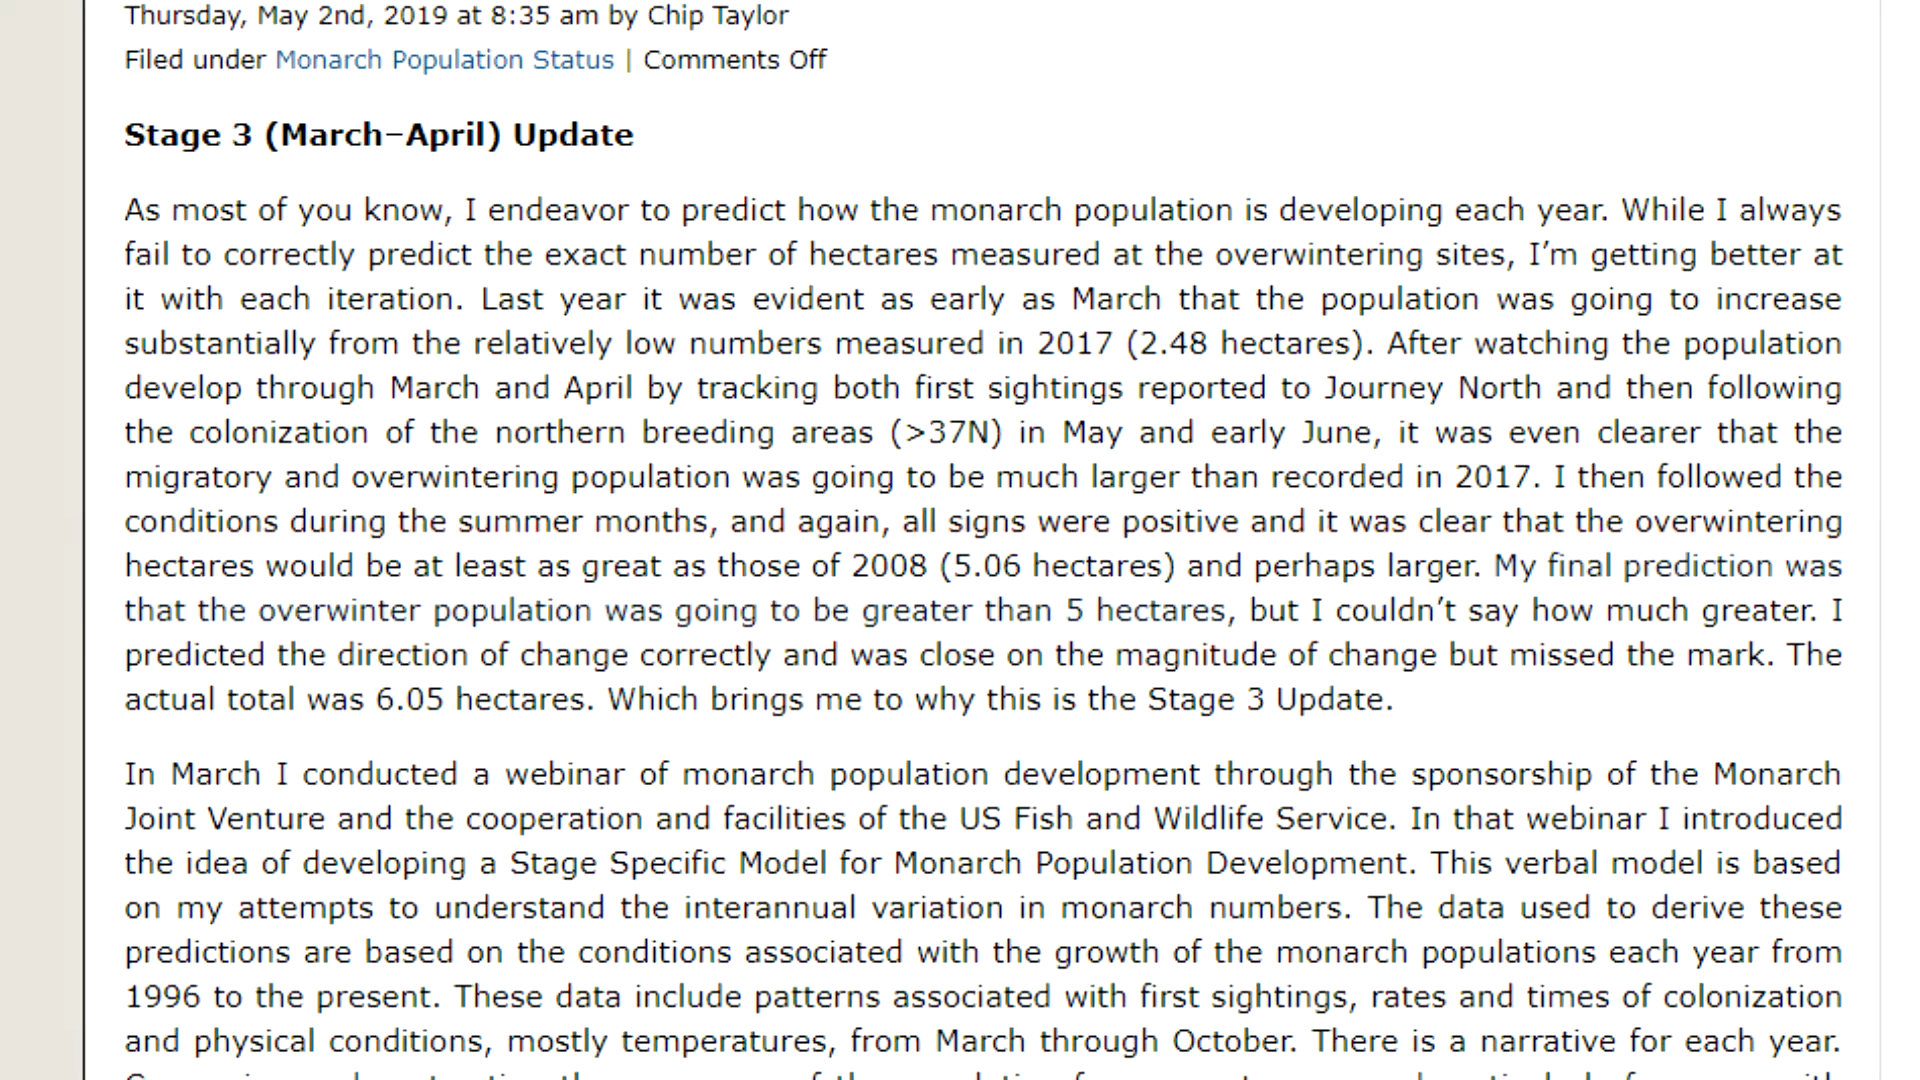 Thursday, May 2nd, 2019 at 8:35 am by Chip Taylor
Filed under Monarch Population Status | Comments Off
Stage 3 (March–April) Update
As most of you know, I endeavor to predict how the monarch population is developing each year. While I always
fail to correctly predict the exact number of hectares measured at the overwintering sites, I’m getting better at
it with each iteration. Last year it was evident as early as March that the population was going to increase
substantially from the relatively low numbers measured in 2017 (2.48 hectares). After watching the population
develop through March and April by tracking both first sightings reported to Journey North and then following
the colonization of the northern breeding areas (>37N) in May and early June, it was even clearer that the
migratory and overwintering population was going to be much larger than recorded in 2017. I then followed the
conditions during the summer months, and again, all signs were positive and it was clear that the overwintering
hectares would be at least as great as those of 2008 (5.06 hectares) and perhaps larger. My final prediction was
that the overwinter population was going to be greater than 5 hectares, but I couldn’t say how much greater. I
predicted the direction of change correctly and was close on the magnitude of change but missed the mark. The
actual total was 6.05 hectares. Which brings me to why this is the Stage 3 Update.
In March I conducted a webinar of monarch population development through the sponsorship of the Monarch
Joint Venture and the cooperation and facilities of the US Fish and Wildlife Service. In that webinar I introduced
the idea of developing a Stage Specific Model for Monarch Population Development. This verbal model is based
on my attempts to understand the interannual variation in monarch numbers. The data used to derive these
predictions are based on the conditions associated with the growth of the monarch populations each year from
1996 to the present. These data include patterns associated with first sightings, rates and times of colonization
and physical conditions, mostly temperatures, from March through October. There is a narrative for each year.